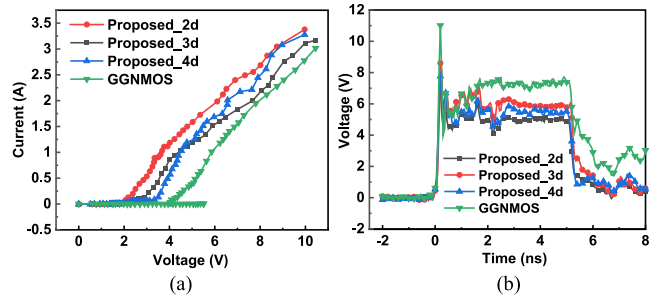 3.5
3
2.5
2
1.5
1
0.5
0
-0.5
Current (A)
Proposed_2d
Proposed_3d
Proposed_4d
GGNMOS
0 2 4 6 8 10
Voltage (V)
(a)
12
10
8
6
4
2
0
-2
Voltage (V)
Proposed_2d
Proposed_3d
Proposed_4d
GGNMOS
-2 0 2 4 6 8
Time (ns)
(b)